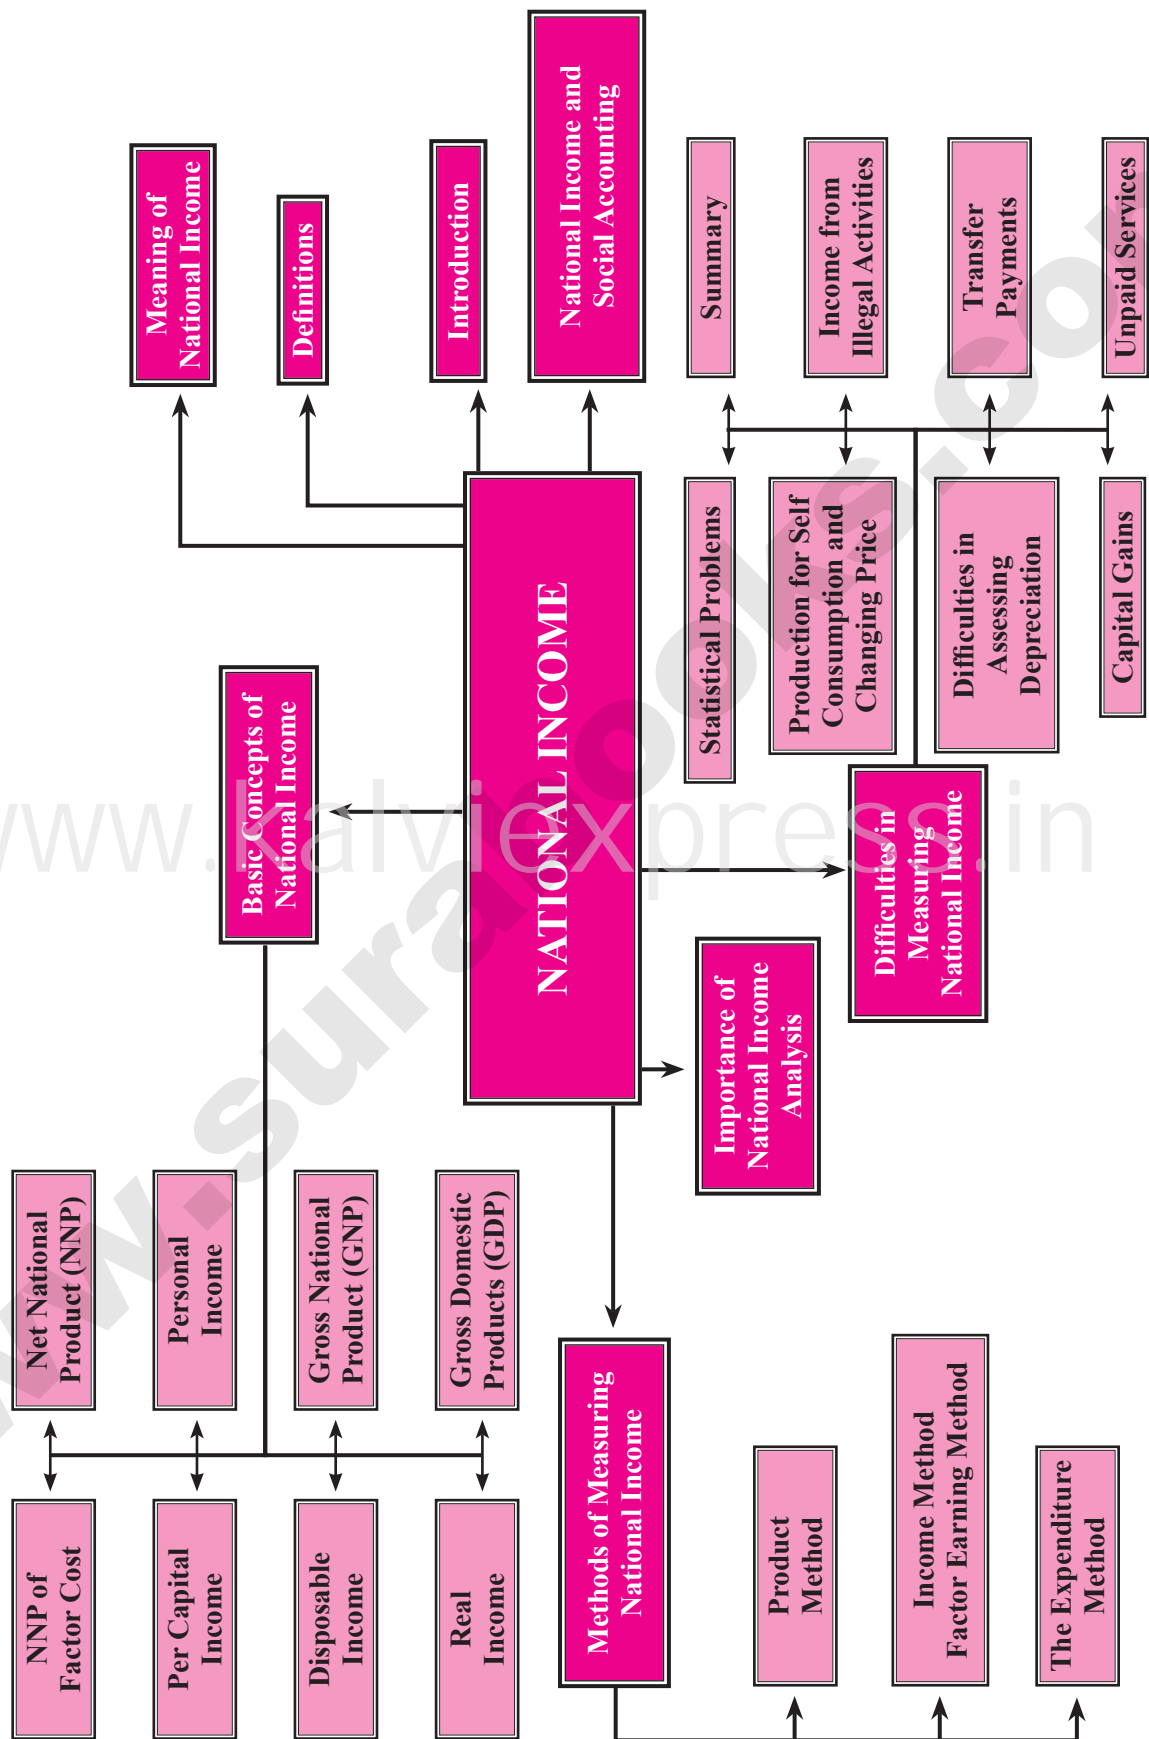 NATIONAL INCOME
Meaning of
National Income
Definitions
Introduction
National Income and
Social Accounting
Basic Concepts of
National Income
Net National
Product (NNP)
Personal
Income
Gross National
Product (GNP)
Gross Domestic
Products (GDP)
NNP of
Factor Cost
Per Capital
Income
Disposable
Income
Real
Income
Methods of Measuring
National Income
Product
Method
Income Method
Factor Earning Method
The Expenditure
Method
Importance of
National Income
Analysis
Difficulties in
Measuring
National Income
Summary
Income from
Illegal Activities
Transfer
Payments
Unpaid Services
Statistical Problems
Production for Self
Consumption and
Changing Price
Difficulties in
Assessing
Depreciation
Capital Gains
www.kalviexpress.in
www.surabooks.com